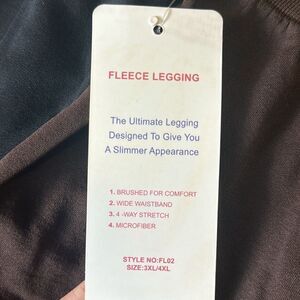 FLEECE LEGGING
The Ultimate Legging
Designed To Give You
A Slimmer Appearance
1. BRUSHED FOR COMFORT
2. WIDE WAISTBAND
3. 4 -WAY STRETCH
4. MICROFIBER
STYLE NO:FL02
SIZE:3XL/4XL